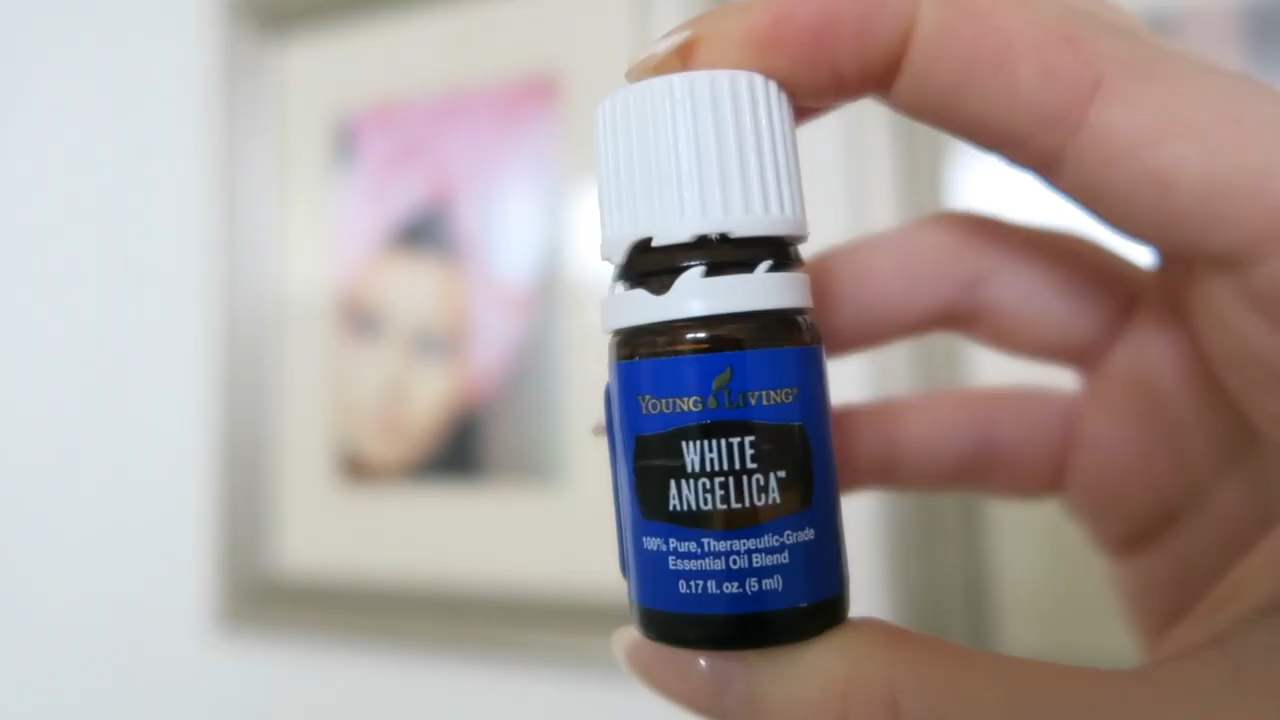 YOUNG LIVING®
WHITE
ANGELICA™
100% Pure, Therapeutic-Grade
Essential Oil Blend
0.17 fl. oz. (5 ml)